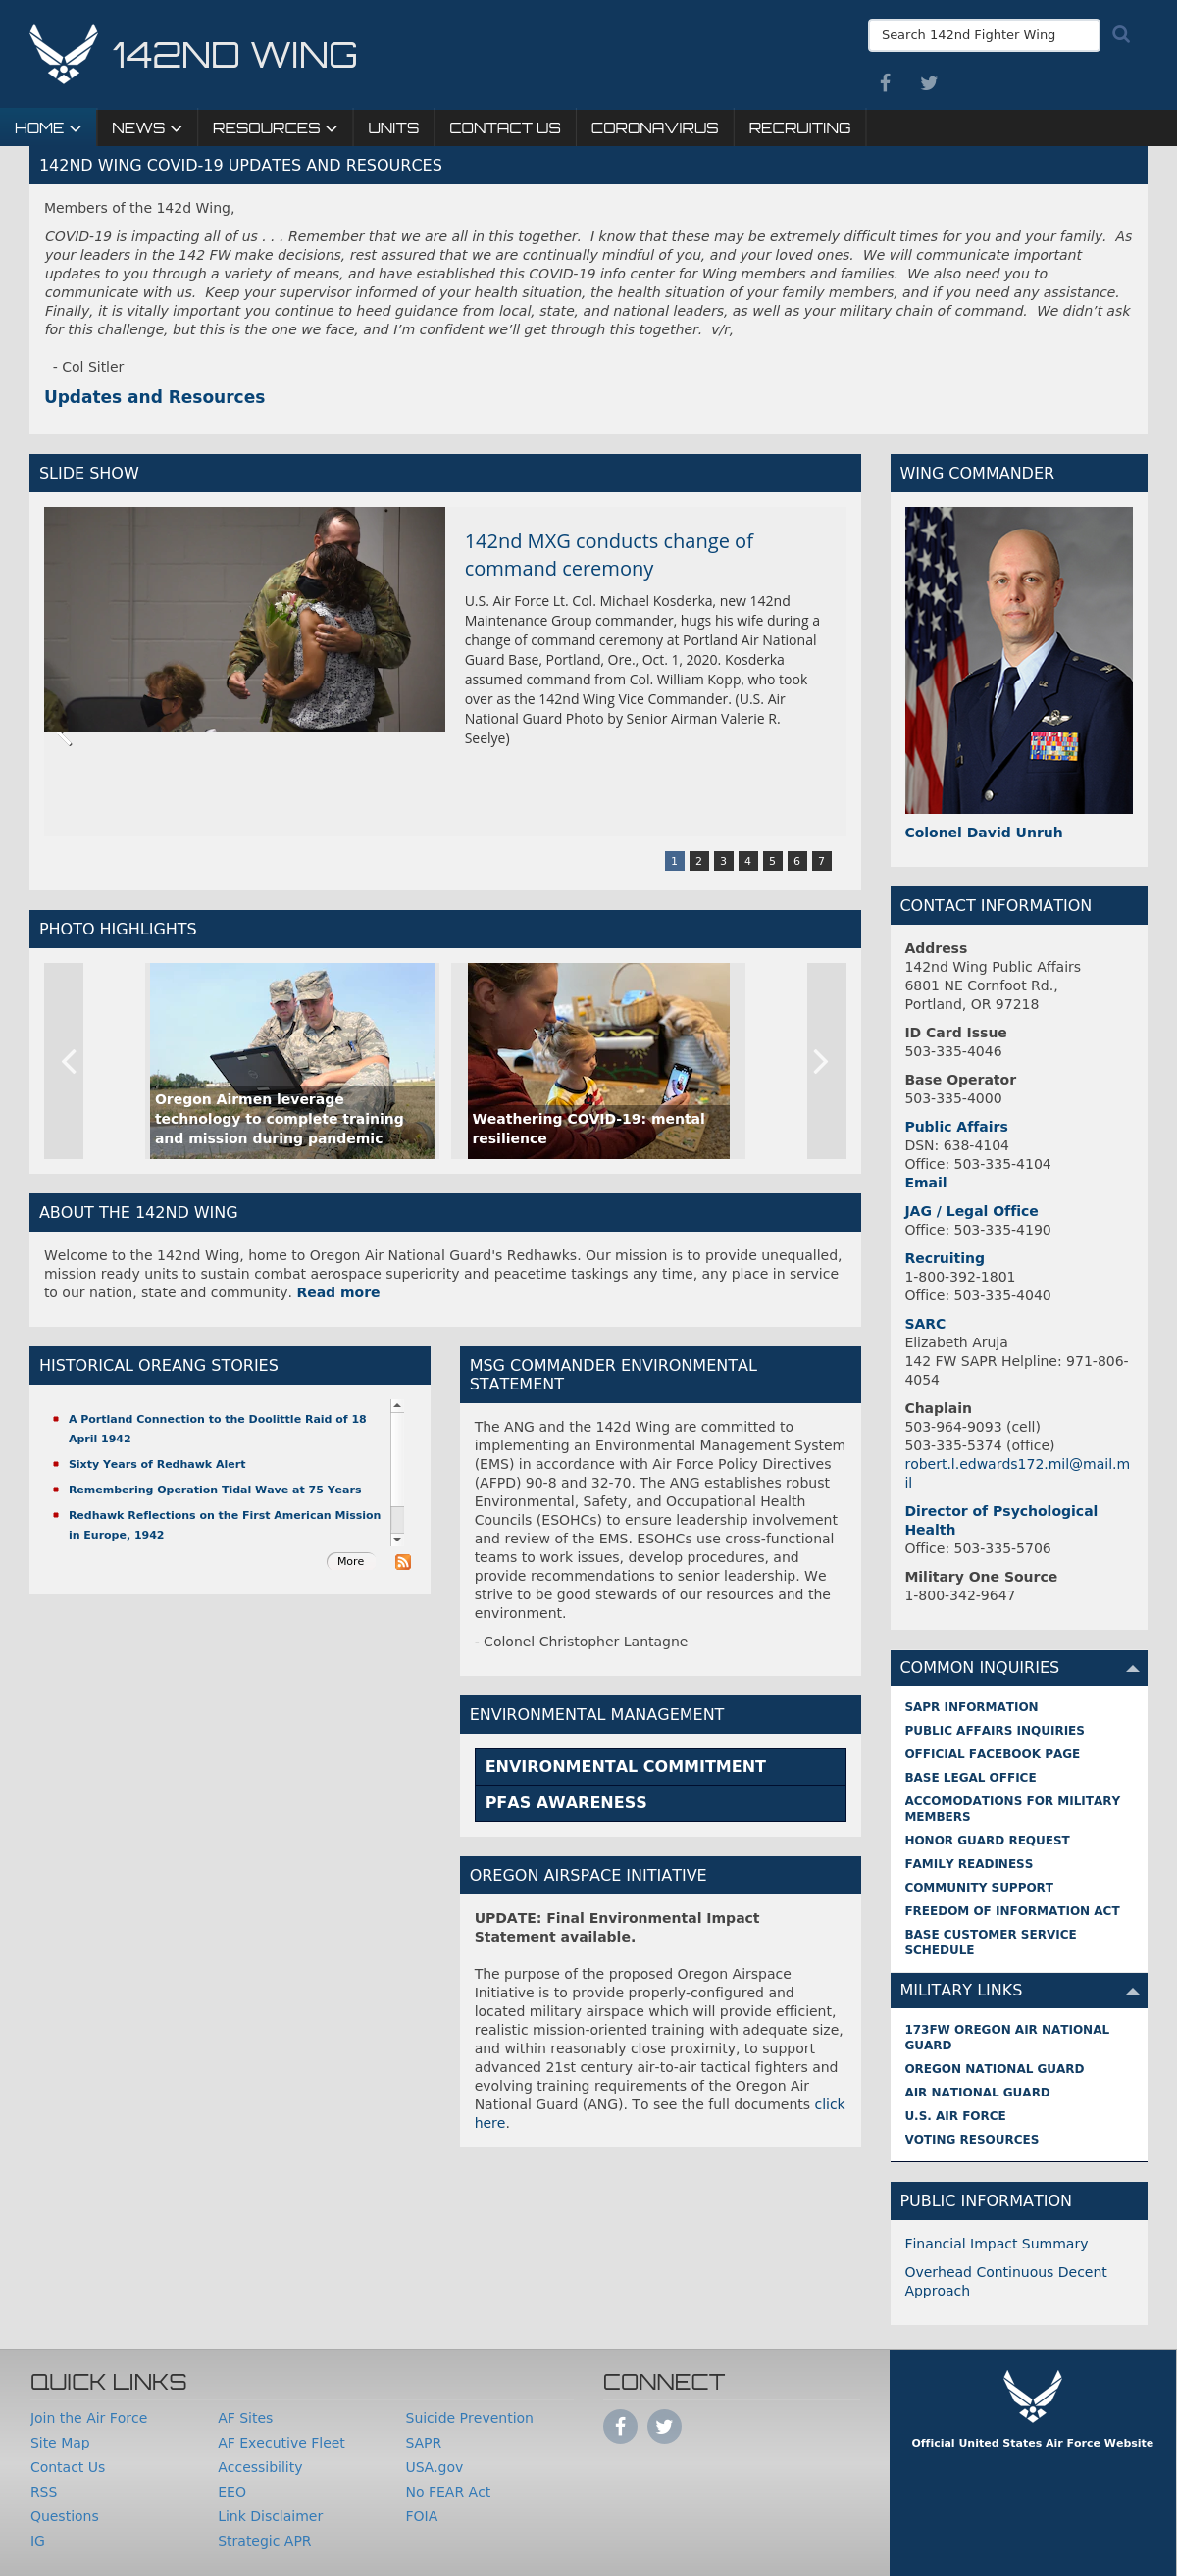 142ND WING
Search 142nd Fighter Wing
HOME
NEWS
RESOURCES
UNITS
CONTACT US
CORONAVIRUS
RECRUITING
142ND WING COVID-19 UPDATES AND RESOURCES
Members of the 142d Wing,
COVID-19 is impacting all of us . . . Remember that we are all in this together.  I know that these may be extremely difficult times for you and your family.  As
your leaders in the 142 FW make decisions, rest assured that we are continually mindful of you, and your loved ones.  We will communicate important
updates to you through a variety of means, and have established this COVID-19 info center for Wing members and families.  We also need you to
communicate with us.  Keep your supervisor informed of your health situation, the health situation of your family members, and if you need any assistance.
Finally, it is vitally important you continue to heed guidance from local, state, and national leaders, as well as your military chain of command.  We didn’t ask
for this challenge, but this is the one we face, and I’m confident we’ll get through this together.  v/r,
- Col Sitler
Updates and Resources
SLIDE SHOW
142nd MXG conducts change of
command ceremony
U.S. Air Force Lt. Col. Michael Kosderka, new 142nd
Maintenance Group commander, hugs his wife during a
change of command ceremony at Portland Air National
Guard Base, Portland, Ore., Oct. 1, 2020. Kosderka
assumed command from Col. William Kopp, who took
over as the 142nd Wing Vice Commander. (U.S. Air
National Guard Photo by Senior Airman Valerie R.
Seelye)
1 2 3 4 5 6 7
PHOTO HIGHLIGHTS
Oregon Airmen leverage
technology to complete training
and mission during pandemic
Weathering COVID-19: mental
resilience
ABOUT THE 142ND WING
Welcome to the 142nd Wing, home to Oregon Air National Guard's Redhawks. Our mission is to provide unequalled,
mission ready units to sustain combat aerospace superiority and peacetime taskings any time, any place in service
to our nation, state and community. Read more
HISTORICAL OREANG STORIES
A Portland Connection to the Doolittle Raid of 18
April 1942
Sixty Years of Redhawk Alert
Remembering Operation Tidal Wave at 75 Years
Redhawk Reflections on the First American Mission
in Europe, 1942
More
MSG COMMANDER ENVIRONMENTAL
STATEMENT
The ANG and the 142d Wing are committed to
implementing an Environmental Management System
(EMS) in accordance with Air Force Policy Directives
(AFPD) 90-8 and 32-70. The ANG establishes robust
Environmental, Safety, and Occupational Health
Councils (ESOHCs) to ensure leadership involvement
and review of the EMS. ESOHCs use cross-functional
teams to work issues, develop procedures, and
provide recommendations to senior leadership. We
strive to be good stewards of our resources and the
environment.
- Colonel Christopher Lantagne
ENVIRONMENTAL MANAGEMENT
ENVIRONMENTAL COMMITMENT
PFAS AWARENESS
OREGON AIRSPACE INITIATIVE
UPDATE: Final Environmental Impact
Statement available.
The purpose of the proposed Oregon Airspace
Initiative is to provide properly-configured and
located military airspace which will provide efficient,
realistic mission-oriented training with adequate size,
and within reasonably close proximity, to support
advanced 21st century air-to-air tactical fighters and
evolving training requirements of the Oregon Air
National Guard (ANG). To see the full documents click
here.
WING COMMANDER
Colonel David Unruh
CONTACT INFORMATION
Address
142nd Wing Public Affairs
6801 NE Cornfoot Rd.,
Portland, OR 97218
ID Card Issue
503-335-4046
Base Operator
503-335-4000
Public Affairs
DSN: 638-4104
Office: 503-335-4104
Email
JAG / Legal Office
Office: 503-335-4190
Recruiting
1-800-392-1801
Office: 503-335-4040
SARC
Elizabeth Aruja
142 FW SAPR Helpline: 971-806-
4054
Chaplain
503-964-9093 (cell)
503-335-5374 (office)
robert.l.edwards172.mil@mail.m
il
Director of Psychological
Health
Office: 503-335-5706
Military One Source
1-800-342-9647
COMMON INQUIRIES
SAPR INFORMATION
PUBLIC AFFAIRS INQUIRIES
OFFICIAL FACEBOOK PAGE
BASE LEGAL OFFICE
ACCOMODATIONS FOR MILITARY
MEMBERS
HONOR GUARD REQUEST
FAMILY READINESS
COMMUNITY SUPPORT
FREEDOM OF INFORMATION ACT
BASE CUSTOMER SERVICE
SCHEDULE
MILITARY LINKS
173FW OREGON AIR NATIONAL
GUARD
OREGON NATIONAL GUARD
AIR NATIONAL GUARD
U.S. AIR FORCE
VOTING RESOURCES
PUBLIC INFORMATION
Financial Impact Summary
Overhead Continuous Decent
Approach
QUICK LINKS
Join the Air Force
Site Map
Contact Us
RSS
Questions
IG
AF Sites
AF Executive Fleet
Accessibility
EEO
Link Disclaimer
Strategic APR
Suicide Prevention
SAPR
USA.gov
No FEAR Act
FOIA
CONNECT
Official United States Air Force Website